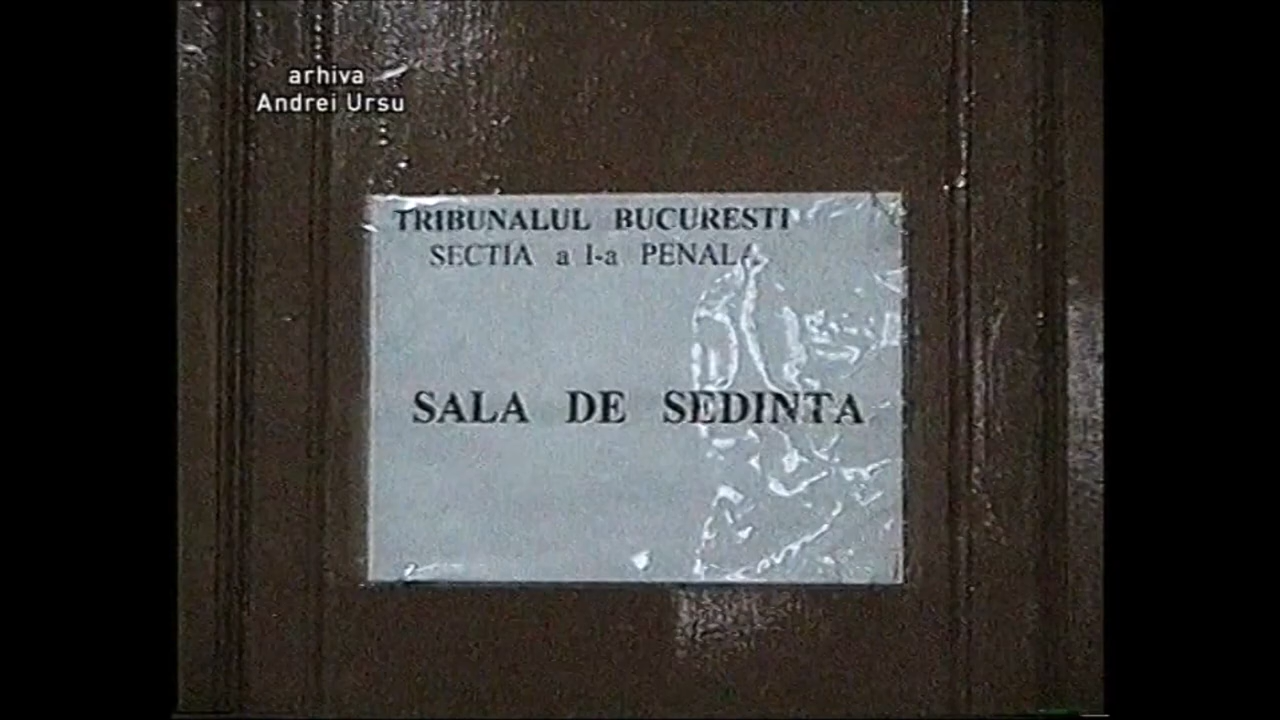 arhiva
Andrei Ursu
TRIBUNALUL BUCURESTI
SECTIA a I-a PENALA
SALA DE SEDINTA